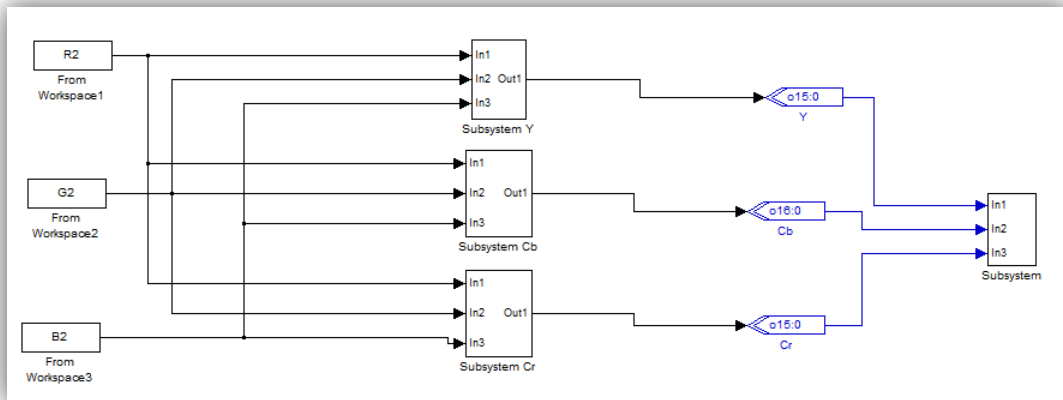 R2
From
Workspace1
In1
In2
In3
Out1
Subsystem Y
o15:0
Y
G2
From
Workspace2
In1
In2
In3
Out1
Subsystem Cb
o16:0
Cb
In1
In2
In3
Subsystem
B2
From
Workspace3
In1
In2
In3
Out1
Subsystem Cr
o15:0
Cr